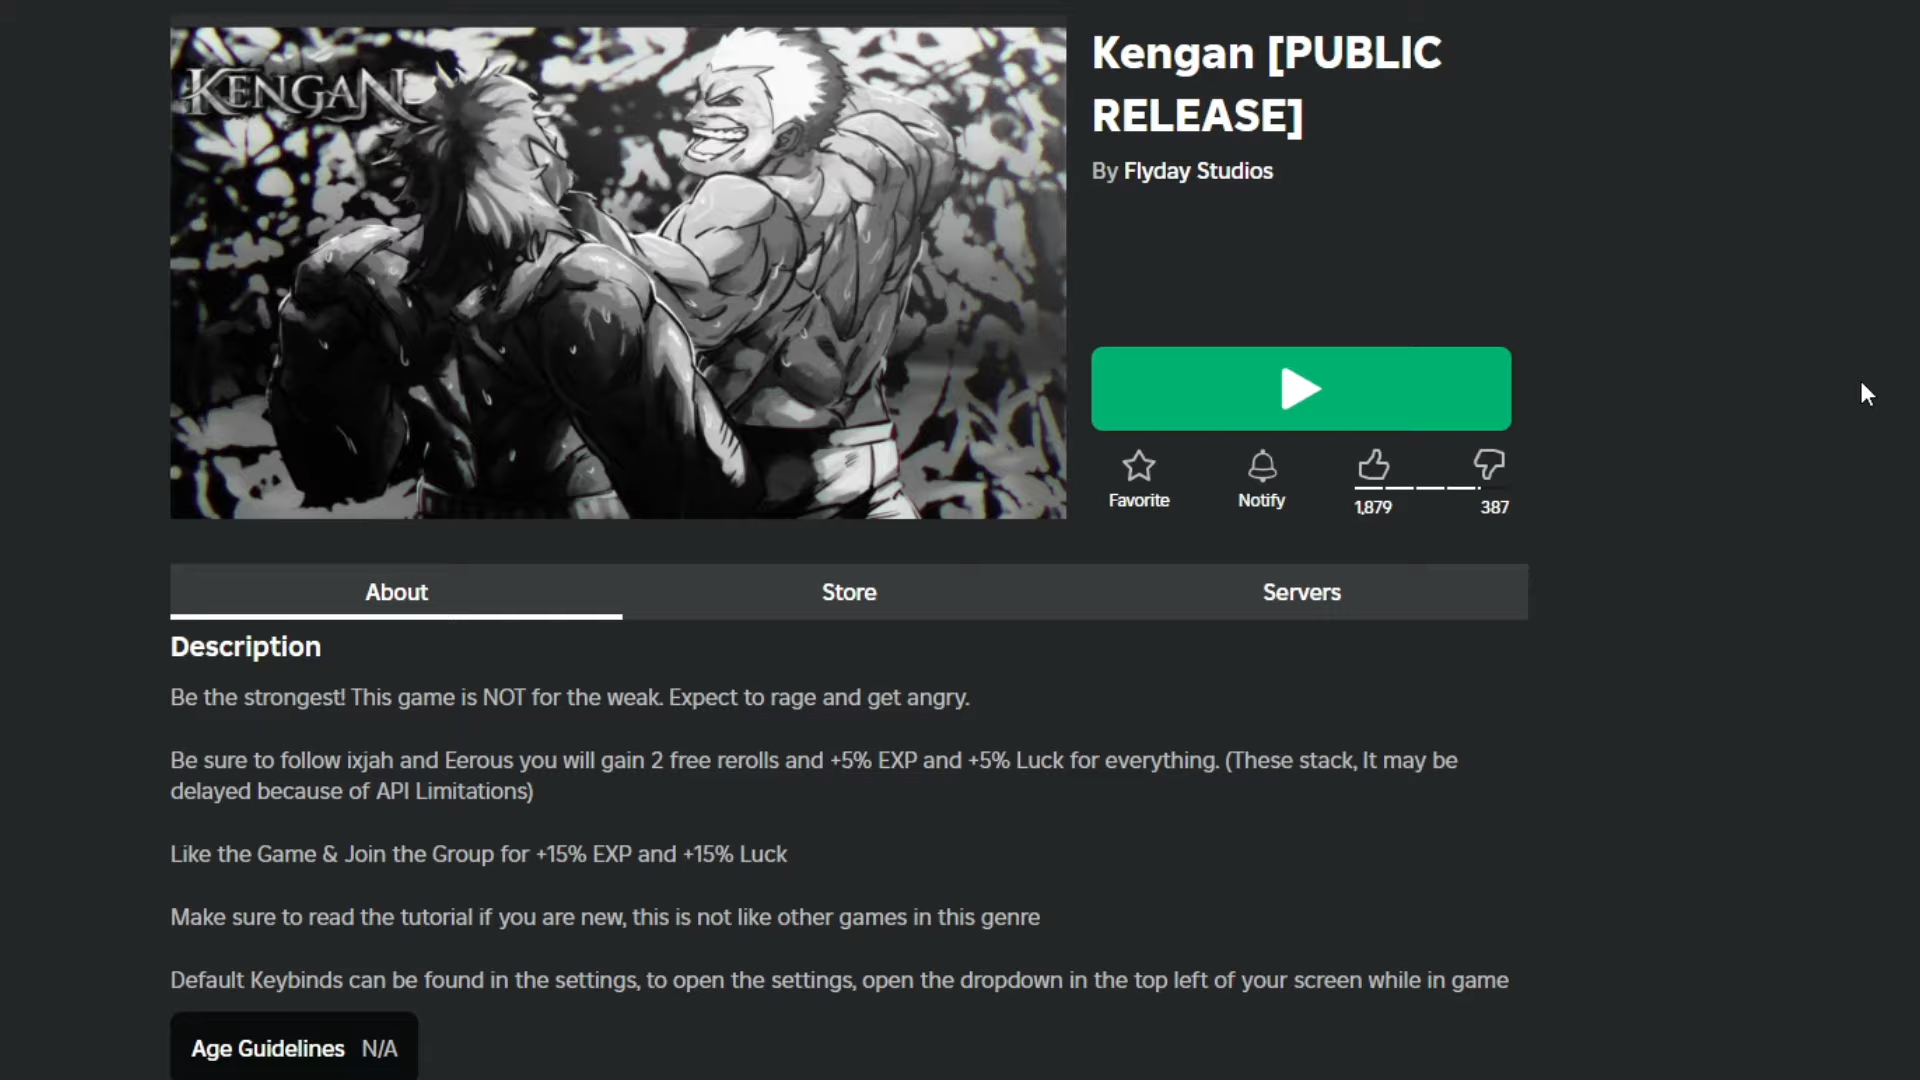 KENGAN
Kengan [PUBLIC
RELEASE]
By Flyday Studios
Favorite
Notify
1,879
387
About
Store
Servers
Description
Be the strongest! This game is NOT for the weak. Expect to rage and get angry.
Be sure to follow ixjah and Eerous you will gain 2 free rerolls and +5% EXP and +5% Luck for everything. (These stack, It may be
delayed because of API Limitations)
Like the Game & Join the Group for +15% EXP and +15% Luck
Make sure to read the tutorial if you are new, this is not like other games in this genre
Default Keybinds can be found in the settings, to open the settings, open the dropdown in the top left of your screen while in game
Age Guidelines N/A